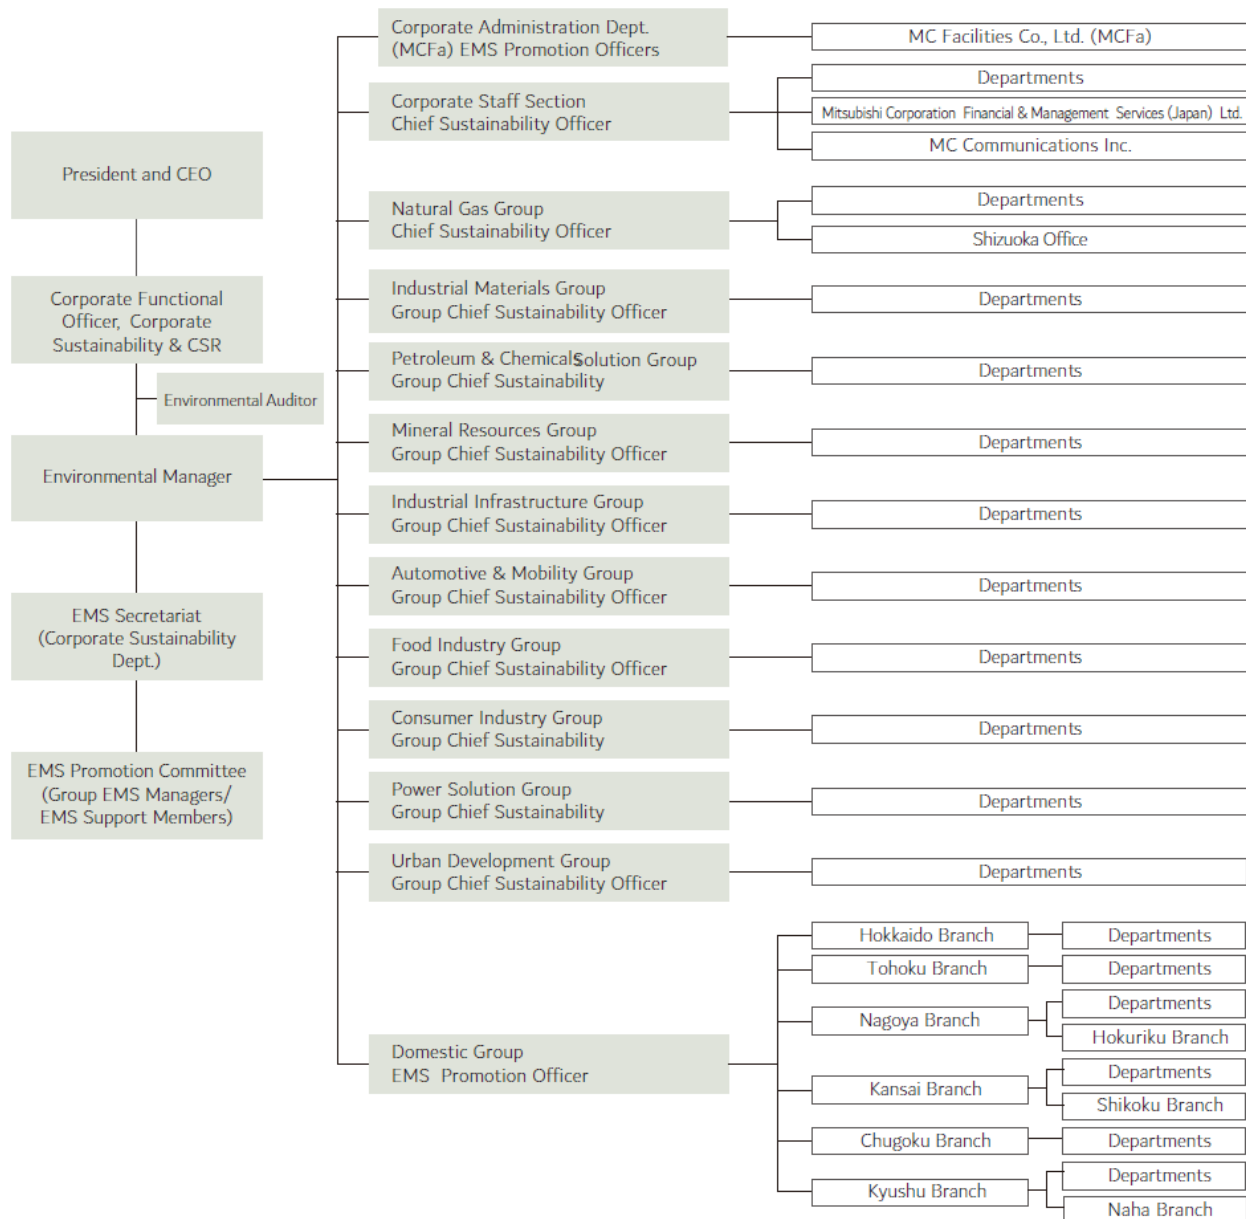 President and CEO
Corporate Functional
Officer, Corporate
Sustainability & CSR
Environmental Auditor
Environmental Manager
EMS Secretariat
(Corporate Sustainability
Dept.)
EMS Promotion Committee
(Group EMS Managers/
EMS Support Members)
Corporate Administration Dept.
(MCFa) EMS Promotion Officers
MC Facilities Co., Ltd. (MCFa)
Corporate Staff Section
Chief Sustainability Officer
Departments
Mitsubishi Corporation Financial & Management Services (Japan) Ltd.
MC Communications Inc.
Natural Gas Group
Chief Sustainability Officer
Departments
Shizuoka Office
Industrial Materials Group
Group Chief Sustainability Officer
Departments
Petroleum & Chemicals Solution Group
Group Chief Sustainability
Departments
Mineral Resources Group
Group Chief Sustainability Officer
Departments
Industrial Infrastructure Group
Group Chief Sustainability Officer
Departments
Automotive & Mobility Group
Group Chief Sustainability Officer
Departments
Food Industry Group
Group Chief Sustainability Officer
Departments
Consumer Industry Group
Group Chief Sustainability
Departments
Power Solution Group
Group Chief Sustainability
Departments
Urban Development Group
Group Chief Sustainability Officer
Departments
Domestic Group
EMS Promotion Officer
Hokkaido Branch
Departments
Tohoku Branch
Departments
Nagoya Branch
Departments
Hokuriku Branch
Kansai Branch
Departments
Shikoku Branch
Chugoku Branch
Departments
Kyushu Branch
Departments
Naha Branch